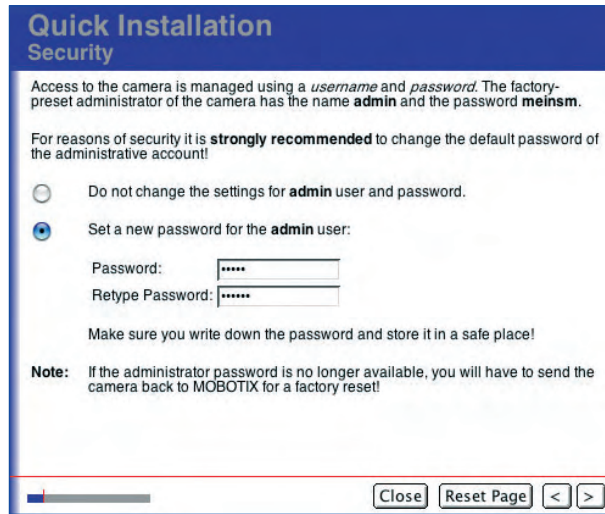 Quick Installation
Security
Access to the camera is managed using a username and password. The factory-
preset administrator of the camera has the name admin and the password meinsm.
For reasons of security it is strongly recommended to change the default password of
the administrative account!
Do not change the settings for admin user and password.
Set a new password for the admin user:
Password: •••••
Retype Password: ••••••
Make sure you write down the password and store it in a safe place!
Note: If the administrator password is no longer available, you will have to send the
camera back to MOBOTIX for a factory reset!
Close Reset Page < >